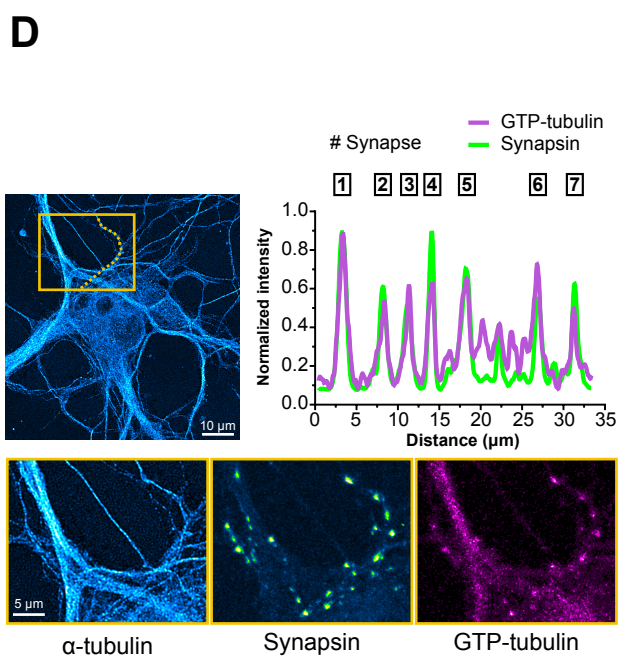 D
GTP-tubulin
Synapsin
# Synapse
1 2 3 4 5 6 7
Normalized intensity
1.0
0.8
0.6
0.4
0.2
0.0
0 5 10 15 20 25 30 35
Distance (µm)
10 µm
5 µm
α-tubulin
Synapsin
GTP-tubulin